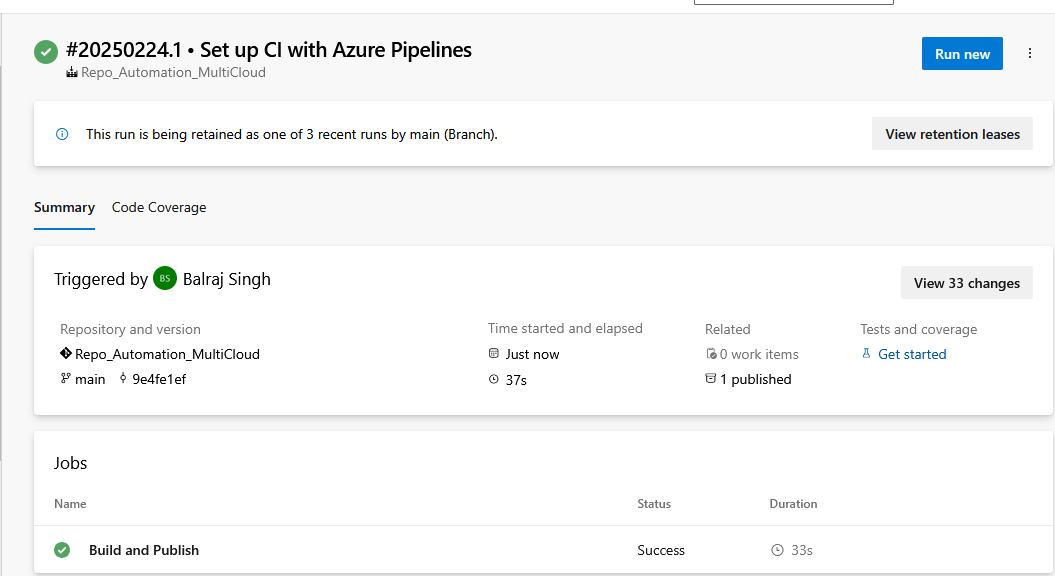 #20250224.1 • Set up CI with Azure Pipelines
Repo_Automation_MultiCloud
Run new
This run is being retained as one of 3 recent runs by main (Branch).
View retention leases
Summary
Code Coverage
Triggered by BS Balraj Singh
View 33 changes
Repository and version
Repo_Automation_MultiCloud
main 9e4fe1ef
Time started and elapsed
Just now
37s
Related
0 work items
1 published
Tests and coverage
Get started
Jobs
Name Status Duration
Build and Publish Success 33s